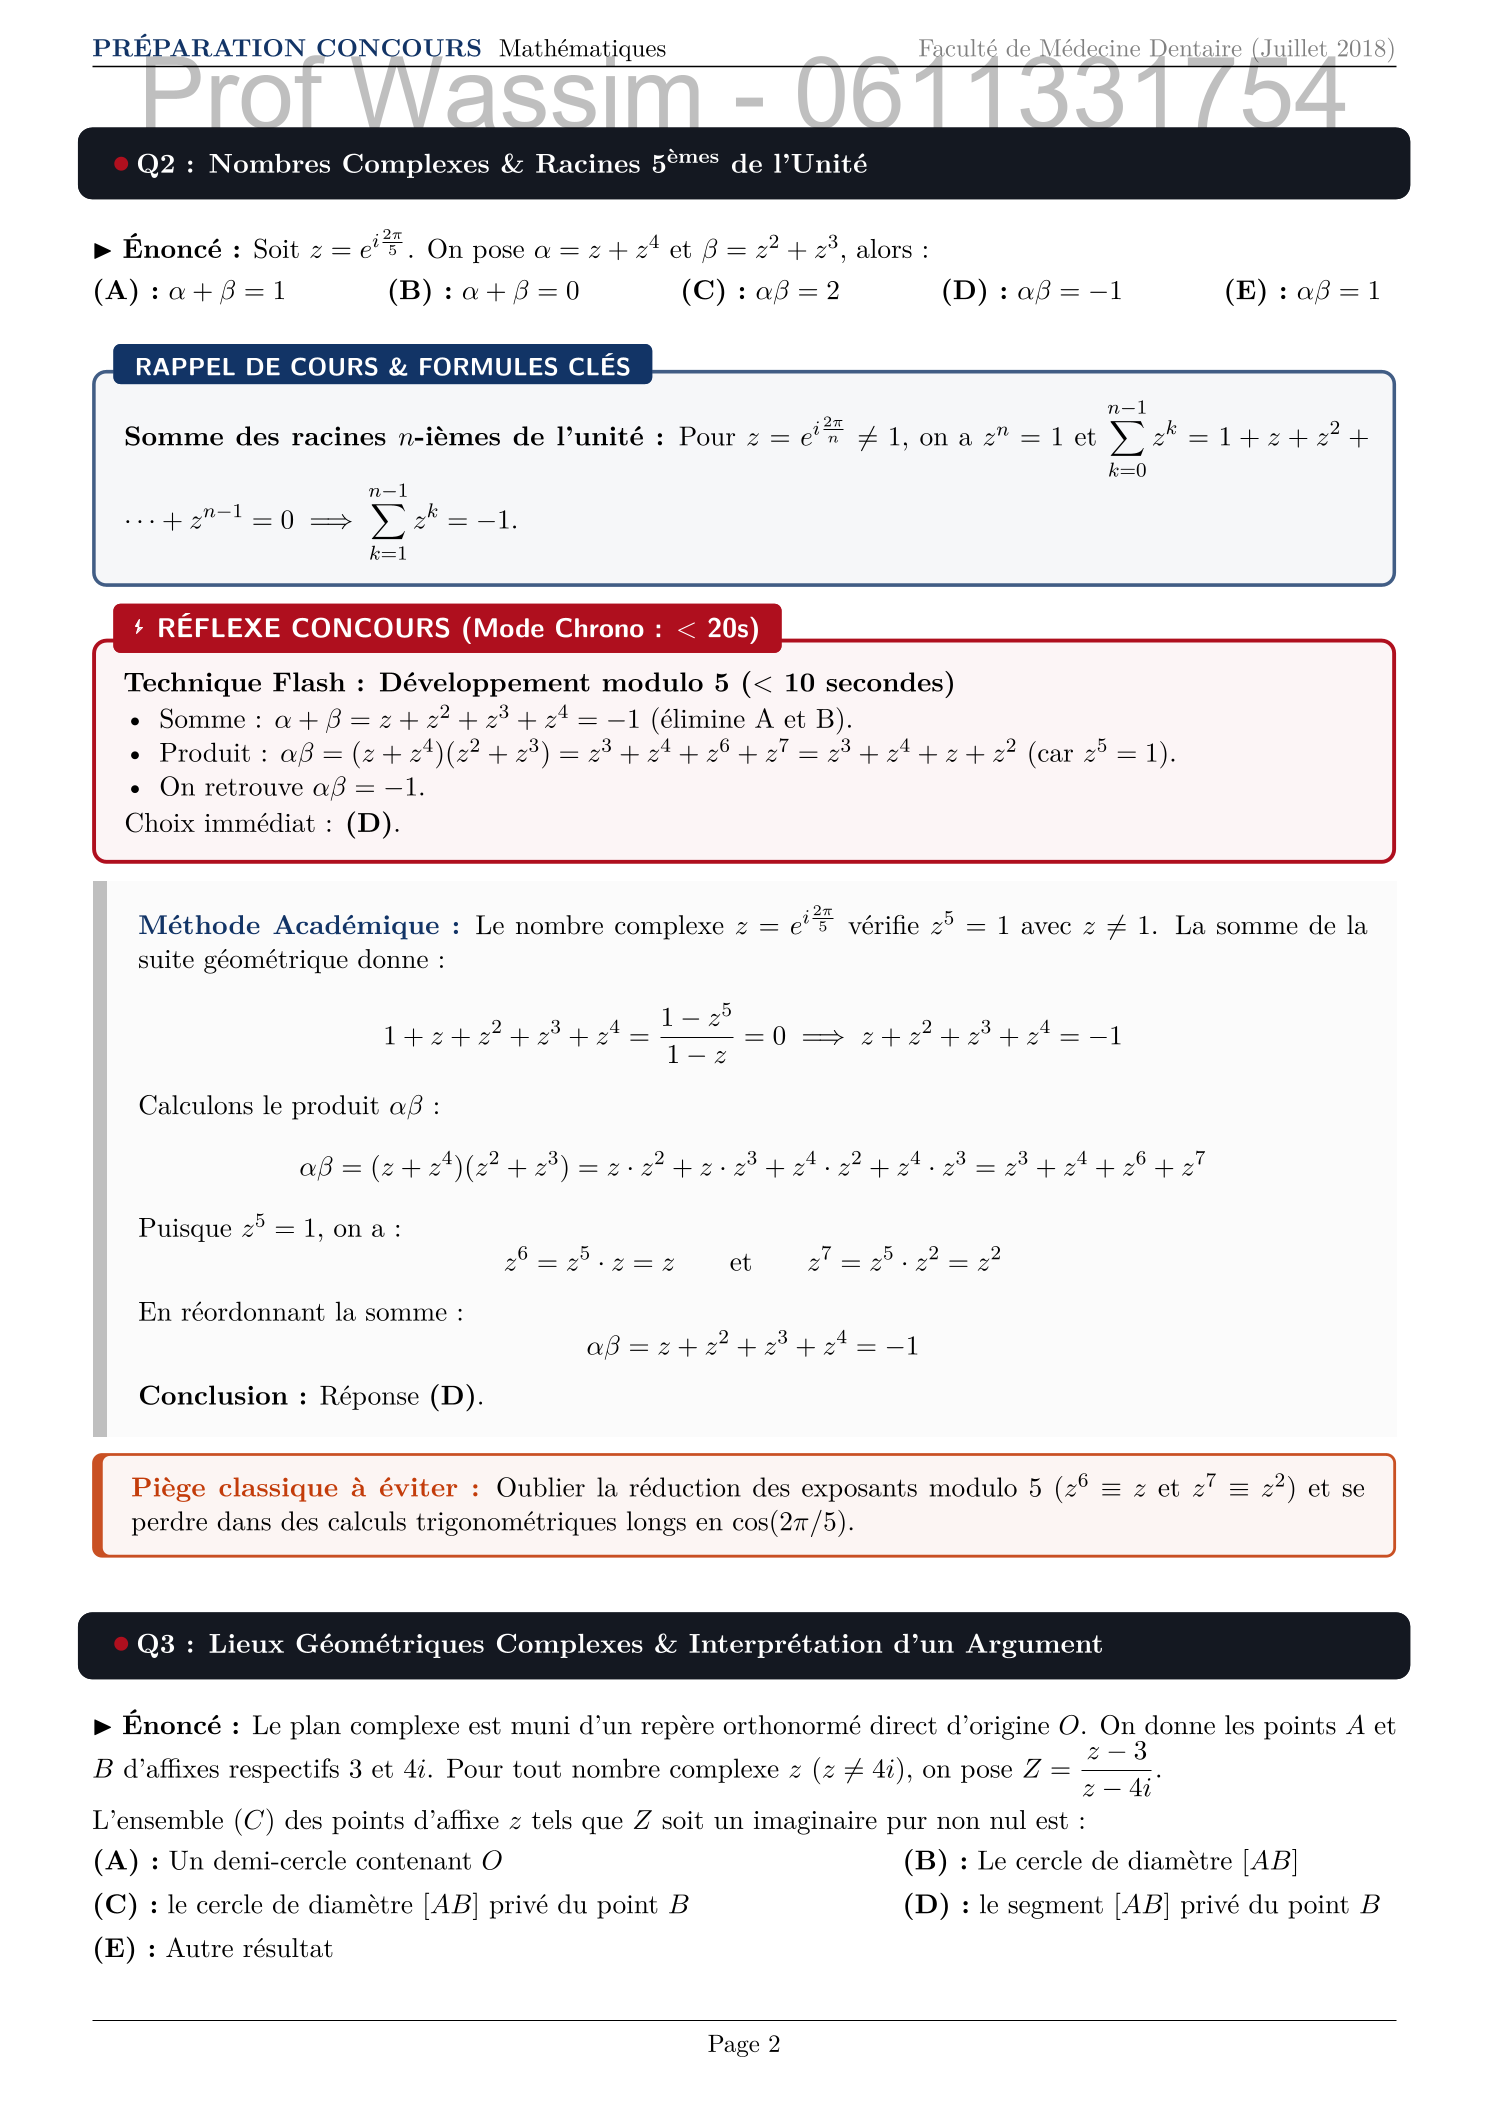 PRÉPARATION CONCOURS Mathématiques Faculté de Médecine Dentaire (Juillet 2018)
Prof Wassim - 0611331754
● Q2 : Nombres Complexes & Racines 5èmes de l'Unité
▶ Énoncé : Soit z = e^{i2π/5}. On pose α = z + z⁴ et β = z² + z³, alors :
(A) : α + β = 1 (B) : α + β = 0 (C) : αβ = 2 (D) : αβ = −1 (E) : αβ = 1
RAPPEL DE COURS & FORMULES CLÉS
Somme des racines n-ièmes de l'unité : Pour z = e^{i2π/n} ≠ 1, on a zⁿ = 1 et ∑_{k=0}^{n−1} z^k = 1 + z + z² +
⋯ + z^{n−1} = 0 ⟹ ∑_{k=1}^{n−1} z^k = −1.
⚡ RÉFLEXE CONCOURS (Mode Chrono : < 20s)
Technique Flash : Développement modulo 5 (< 10 secondes)
• Somme : α + β = z + z² + z³ + z⁴ = −1 (élimine A et B).
• Produit : αβ = (z + z⁴)(z² + z³) = z³ + z⁴ + z⁶ + z⁷ = z³ + z⁴ + z + z² (car z⁵ = 1).
• On retrouve αβ = −1.
Choix immédiat : (D).
Méthode Académique : Le nombre complexe z = e^{i2π/5} vérifie z⁵ = 1 avec z ≠ 1. La somme de la
suite géométrique donne :
1 + z + z² + z³ + z⁴ = (1 − z⁵)/(1 − z) = 0 ⟹ z + z² + z³ + z⁴ = −1
Calculons le produit αβ :
αβ = (z + z⁴)(z² + z³) = z · z² + z · z³ + z⁴ · z² + z⁴ · z³ = z³ + z⁴ + z⁶ + z⁷
Puisque z⁵ = 1, on a :
z⁶ = z⁵ · z = z et z⁷ = z⁵ · z² = z²
En réordonnant la somme :
αβ = z + z² + z³ + z⁴ = −1
Conclusion : Réponse (D).
Piège classique à éviter : Oublier la réduction des exposants modulo 5 (z⁶ ≡ z et z⁷ ≡ z²) et se
perdre dans des calculs trigonométriques longs en cos(2π/5).
● Q3 : Lieux Géométriques Complexes & Interprétation d'un Argument
▶ Énoncé : Le plan complexe est muni d'un repère orthonormé direct d'origine O. On donne les points A et
B d'affixes respectifs 3 et 4i. Pour tout nombre complexe z (z ≠ 4i), on pose Z = (z − 3)/(z − 4i).
L'ensemble (C) des points d'affixe z tels que Z soit un imaginaire pur non nul est :
(A) : Un demi-cercle contenant O (B) : Le cercle de diamètre [AB]
(C) : le cercle de diamètre [AB] privé du point B (D) : le segment [AB] privé du point B
(E) : Autre résultat
Page 2